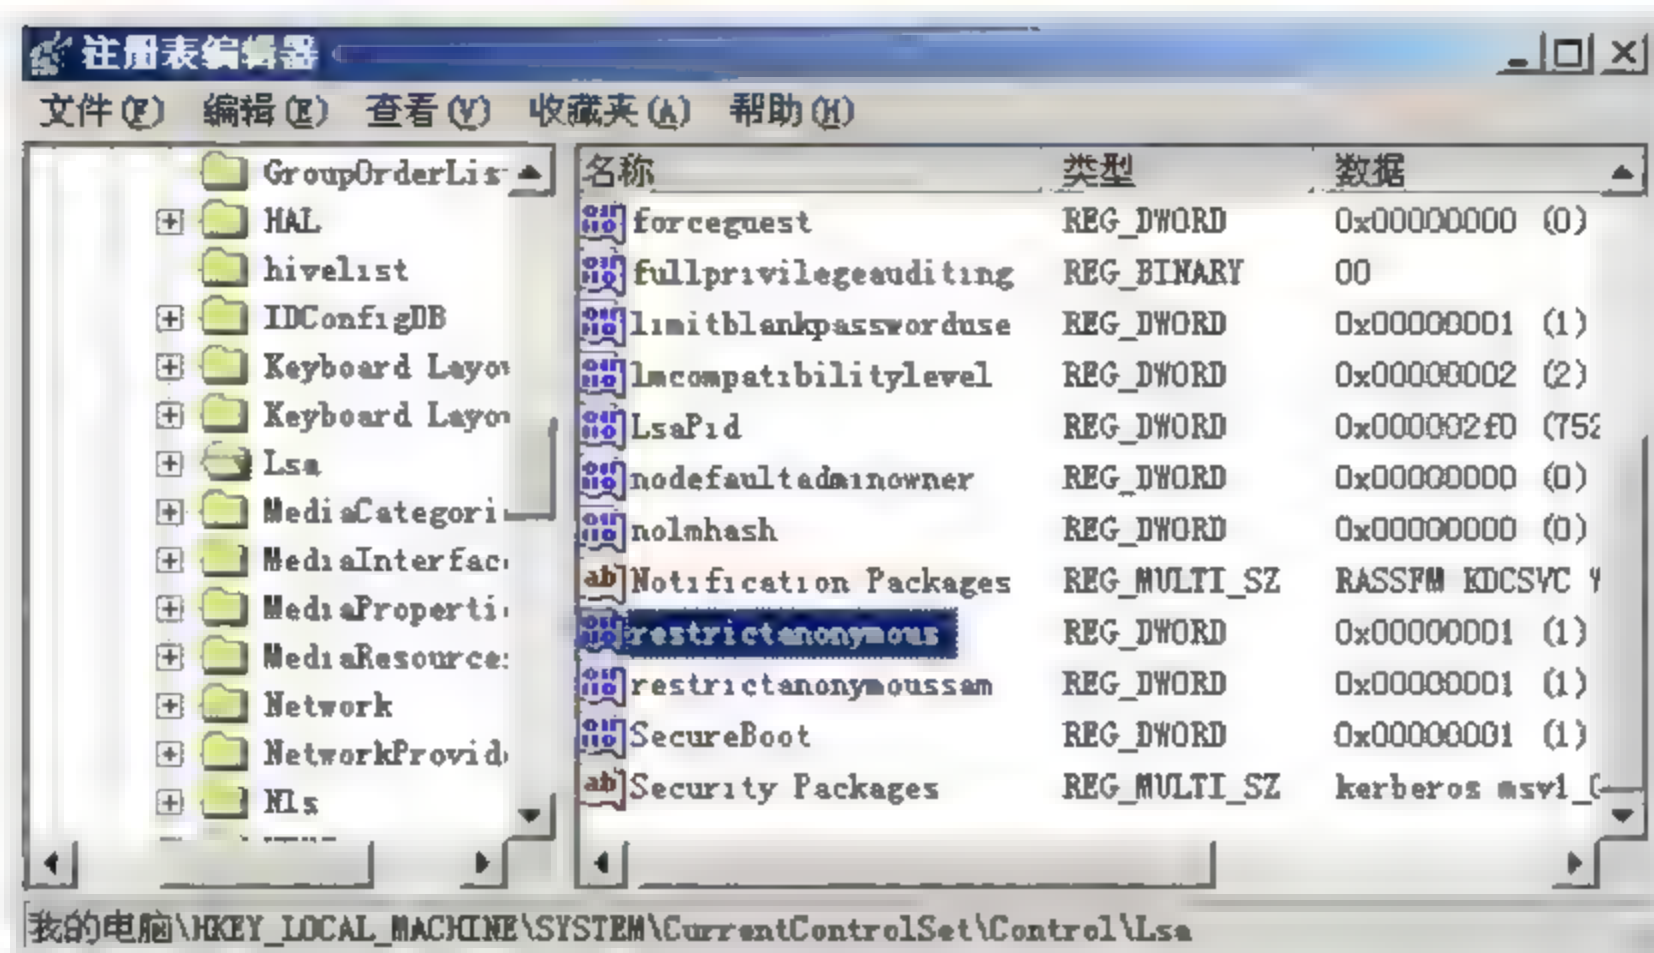 注册表编辑器
文件(F) 编辑(E) 查看(V) 收藏夹(A) 帮助(H)
GroupOrderLis
HAL
hivelist
IDConfigDB
Keyboard Layou
Keyboard Layou
Lsa
MediaCategori
MediaInterfac
MediaProperti
MediaResource
Network
NetworkProvid
Nls
名称 类型 数据
forceguest REG_DWORD 0x00000000 (0)
fullprivilegeauditing REG_BINARY 00
limitblankpassworduse REG_DWORD 0x00000001 (1)
lmcompatibilitylevel REG_DWORD 0x00000002 (2)
LsaPid REG_DWORD 0x000002f0 (752
nodefaultadminowner REG_DWORD 0x00000000 (0)
nolmhash REG_DWORD 0x00000000 (0)
Notification Packages REG_MULTI_SZ RASSFM KDCSVC W
restrictanonymous REG_DWORD 0x00000001 (1)
restrictanonymoussam REG_DWORD 0x00000001 (1)
SecureBoot REG_DWORD 0x00000001 (1)
Security Packages REG_MULTI_SZ kerberos msv1_0
我的电脑\HKEY_LOCAL_MACHINE\SYSTEM\CurrentControlSet\Control\Lsa